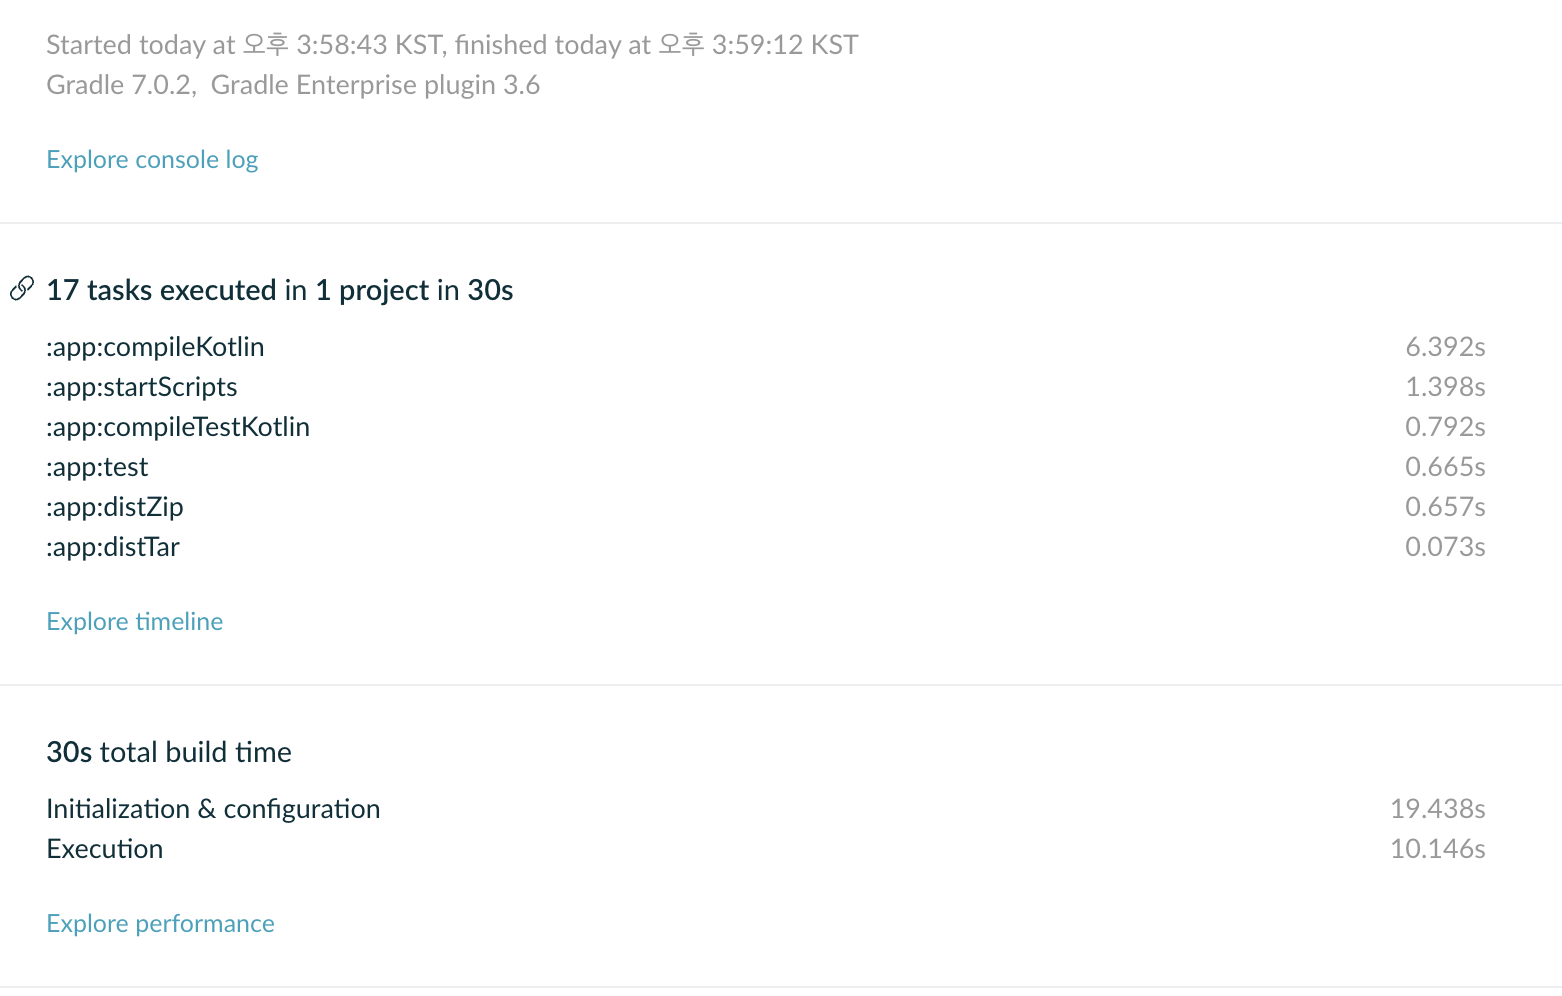 Started today at 오후 3:58:43 KST, finished today at 오후 3:59:12 KST
Gradle 7.0.2,  Gradle Enterprise plugin 3.6
Explore console log
17 tasks executed in 1 project in 30s
:app:compileKotlin 6.392s
:app:startScripts 1.398s
:app:compileTestKotlin 0.792s
:app:test 0.665s
:app:distZip 0.657s
:app:distTar 0.073s
Explore timeline
30s total build time
Initialization & configuration 19.438s
Execution 10.146s
Explore performance